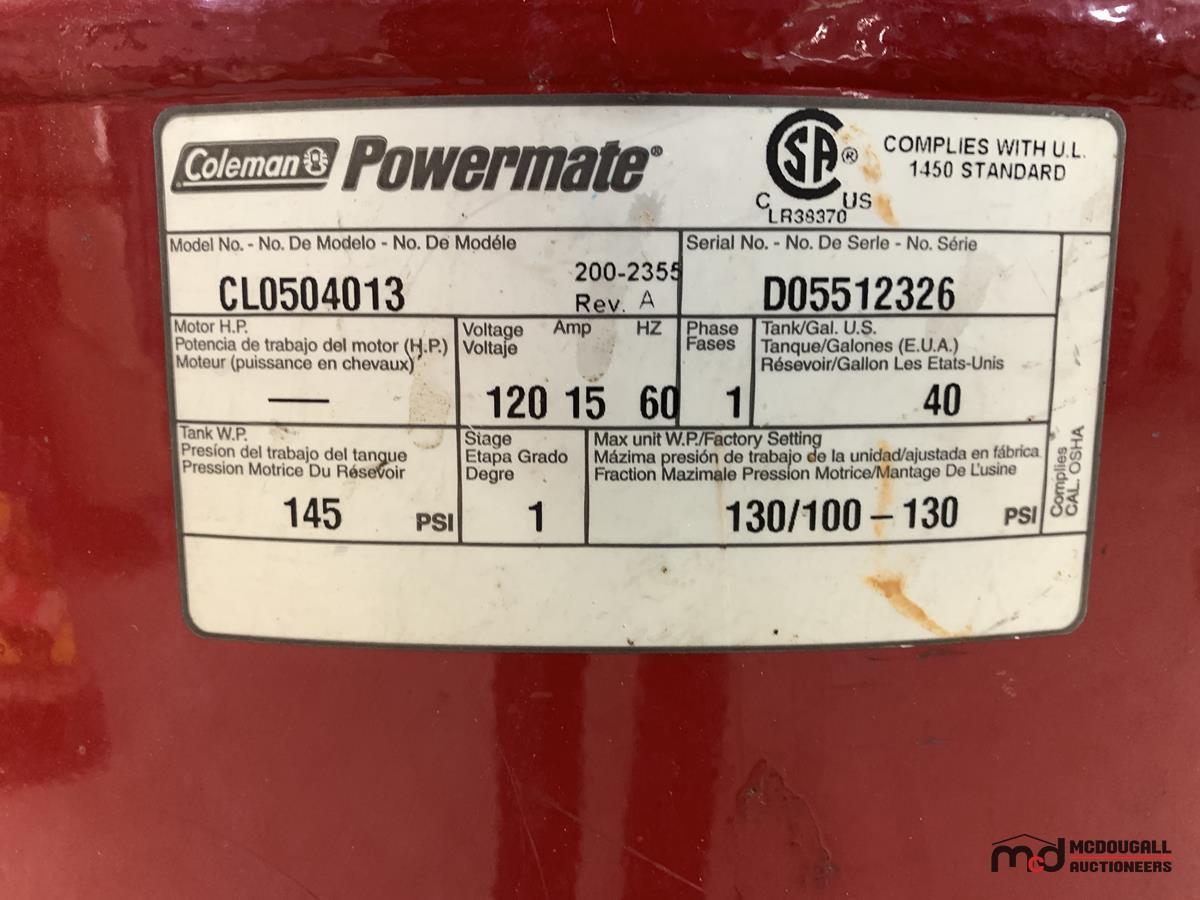 Coleman Powermate®
CSA ®
C US
LR38370
COMPLIES WITH U.L.
1450 STANDARD
Model No. - No. De Modelo - No. De Modéle
CL0504013
200-2355
Rev. A
Serial No. - No. De Serle - No. Série
D05512326
Motor H.P.
Potencia de trabajo del motor (H.P.)
Moteur (puissance en chevaux)
—
Voltage Amp HZ
Voltaje
120 15 60
Phase
Fases
1
Tank/Gal. U.S.
Tanque/Galones (E.U.A.)
Résevoir/Gallon Les Etats-Unis
40
Tank W.P.
Presíon del trabajo del tangue
Pression Motrice Du Résevoir
145 PSI
Stage
Etapa Grado
Degre
1
Max unit W.P./Factory Setting
Mázima presión de trabajo de la unidad/ajustada en fábrica
Fraction Mazimale Pression Motrice/Mantage De L'usine
130/100 – 130 PSI
Complies
CAL. OSHA
mcd MCDOUGALL
AUCTIONEERS